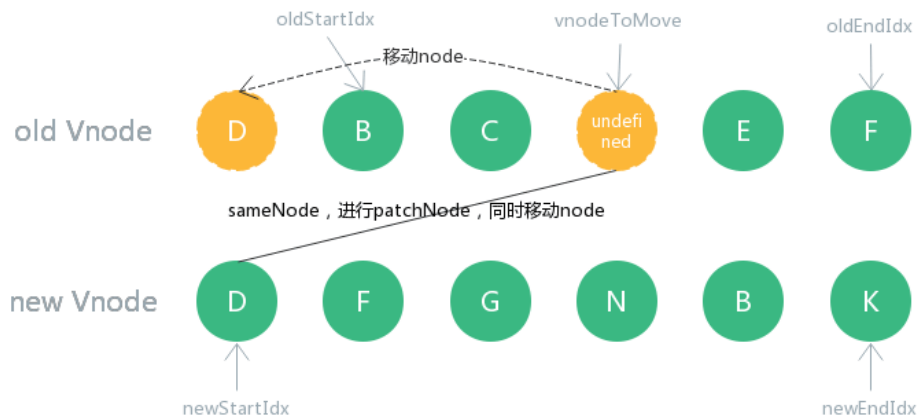 oldStartIdx
vnodeToMove
oldEndIdx
移动node
old Vnode
D
B
C
undefi
ned
E
F
sameNode，进行patchNode，同时移动node
new Vnode
D
F
G
N
B
K
newStartIdx
newEndIdx